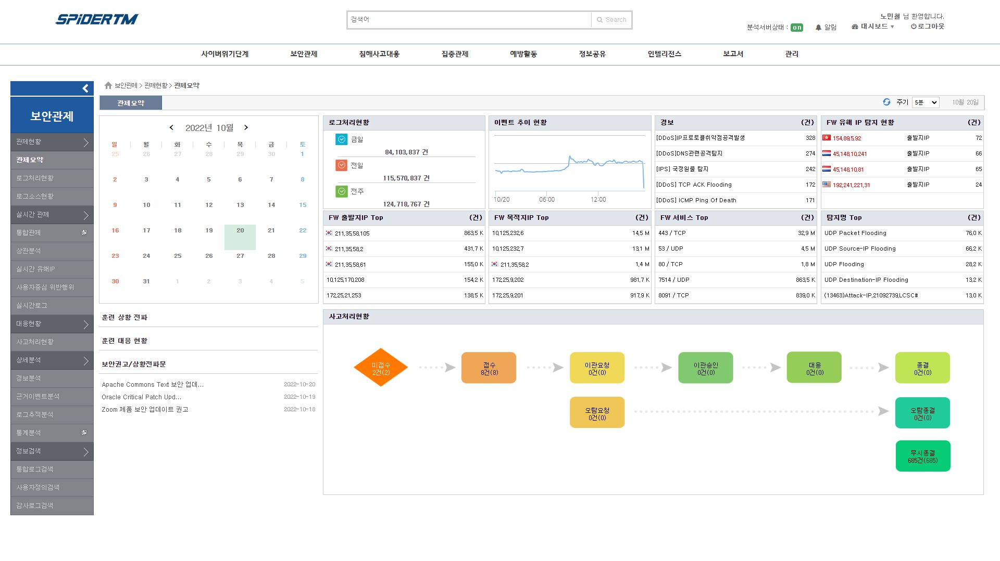 SPiDERTM
검색어
Search
노민철 님 환영합니다.
분석서버상태 : on
알림
대시보드 ▼
로그아웃
사이버위기단계
보안관제
침해사고대응
집중관제
예방활동
정보공유
인텔리전스
보고서
관리
보안관제 > 관제현황 > 관제요약
보안관제
관제현황
관제요약
로그처리현황
로그소스현황
실시간 관제
통합관제
상관분석
실시간 유해IP
사용자중심 위반행위
실시간로그
대응현황
사고처리현황
상세분석
경보분석
근거이벤트분석
로그추적분석
통계분석
정보검색
통합로그검색
사용자정의검색
감사로그검색
관제요약
주기 5분
10월 20일
2022년 10월
일 월 화 수 목 금 토
25 26 27 28 29 30 1
2 3 4 5 6 7 8
9 10 11 12 13 14 15
16 17 18 19 20 21 22
23 24 25 26 27 28 29
30 31 1 2 3 4 5
훈련 상황 전파
훈련 대응 현황
보안권고/상황전파문
Apache Commons Text 보안 업데... 2022-10-20
Oracle Critical Patch Upd... 2022-10-19
Zoom 제품 보안 업데이트 권고 2022-10-18
로그처리현황
금일
84,103,837 건
전일
115,570,837 건
전주
124,718,767 건
이벤트 추이 현황
10/20 06:00 12:00
경보 (건)
[DDoS]IP프로토콜취약점공격발생 328
[DDoS]DNS관련공격탐지 274
[IPS] 국정원룰 탐지 242
[DDoS] TCP ACK Flooding 172
[DDoS] ICMP Ping Of Death 171
FW 유해 IP 탐지 현황 (건)
154.89.5.92 출발지IP 72
45.148.10.241 출발지IP 66
45.148.10.81 출발지IP 65
192.241.221.31 출발지IP 24
FW 출발지IP Top (건)
211.35.58.105 863.5 K
211.35.58.2 431.7 K
211.35.58.61 155.0 K
10.125.170.208 154.2 K
172.25.21.253 138.5 K
FW 목적지IP Top (건)
10.125.232.6 14.5 M
10.125.232.7 13.1 M
211.35.58.2 1.4 M
172.25.9.202 981.7 K
172.25.9.201 917.9 K
FW 서비스 Top (건)
443 / TCP 32.9 M
53 / UDP 4.5 M
80 / TCP 1.8 M
7514 / UDP 863.5 K
8091 / TCP 839.0 K
탐지명 Top (건)
UDP Packet Flooding 76.0 K
UDP Source-IP Flooding 66.2 K
UDP Flooding 28.2 K
UDP Destination-IP Flooding 13.2 K
(13463)Attack-IP.21092739.LCSC# 13.0 K
사고처리현황
미접수
2건(2)
접수
8건(8)
이관요청
0건(0)
이관승인
0건(0)
대응
0건(0)
종결
0건(0)
오탐요청
0건(0)
오탐종결
0건(0)
무시종결
685건(685)